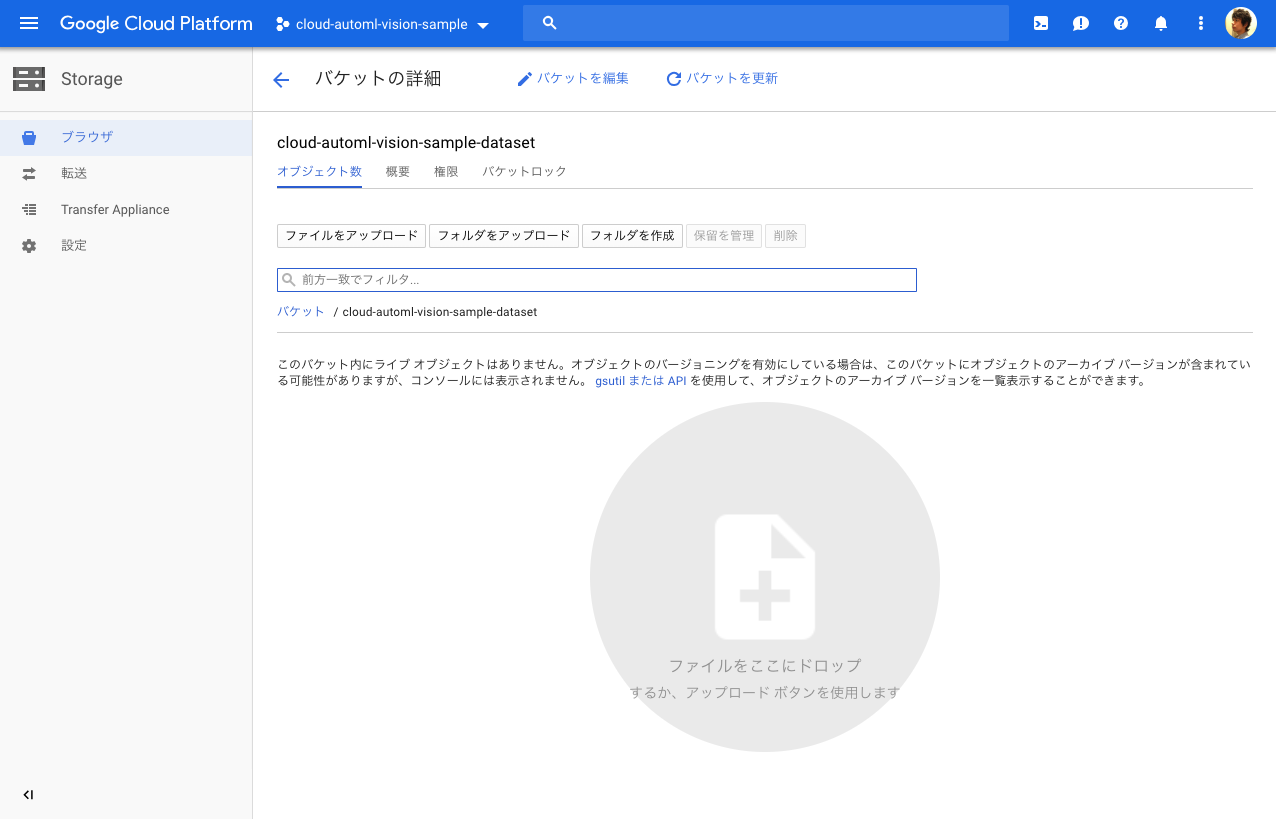 Google Cloud Platform
cloud-automl-vision-sample
Storage
バケットの詳細
バケットを編集
バケットを更新
ブラウザ
転送
Transfer Appliance
設定
cloud-automl-vision-sample-dataset
オブジェクト数 概要 権限 バケットロック
ファイルをアップロード フォルダをアップロード フォルダを作成 保留を管理 削除
前方一致でフィルタ...
バケット / cloud-automl-vision-sample-dataset
このバケット内にライブ オブジェクトはありません。オブジェクトのバージョニングを有効にしている場合は、このバケットにオブジェクトのアーカイブ バージョンが含まれてい
る可能性がありますが、コンソールには表示されません。 gsutil または API を使用して、オブジェクトのアーカイブ バージョンを一覧表示することができます。
ファイルをここにドロップ
するか、アップロード ボタンを使用します